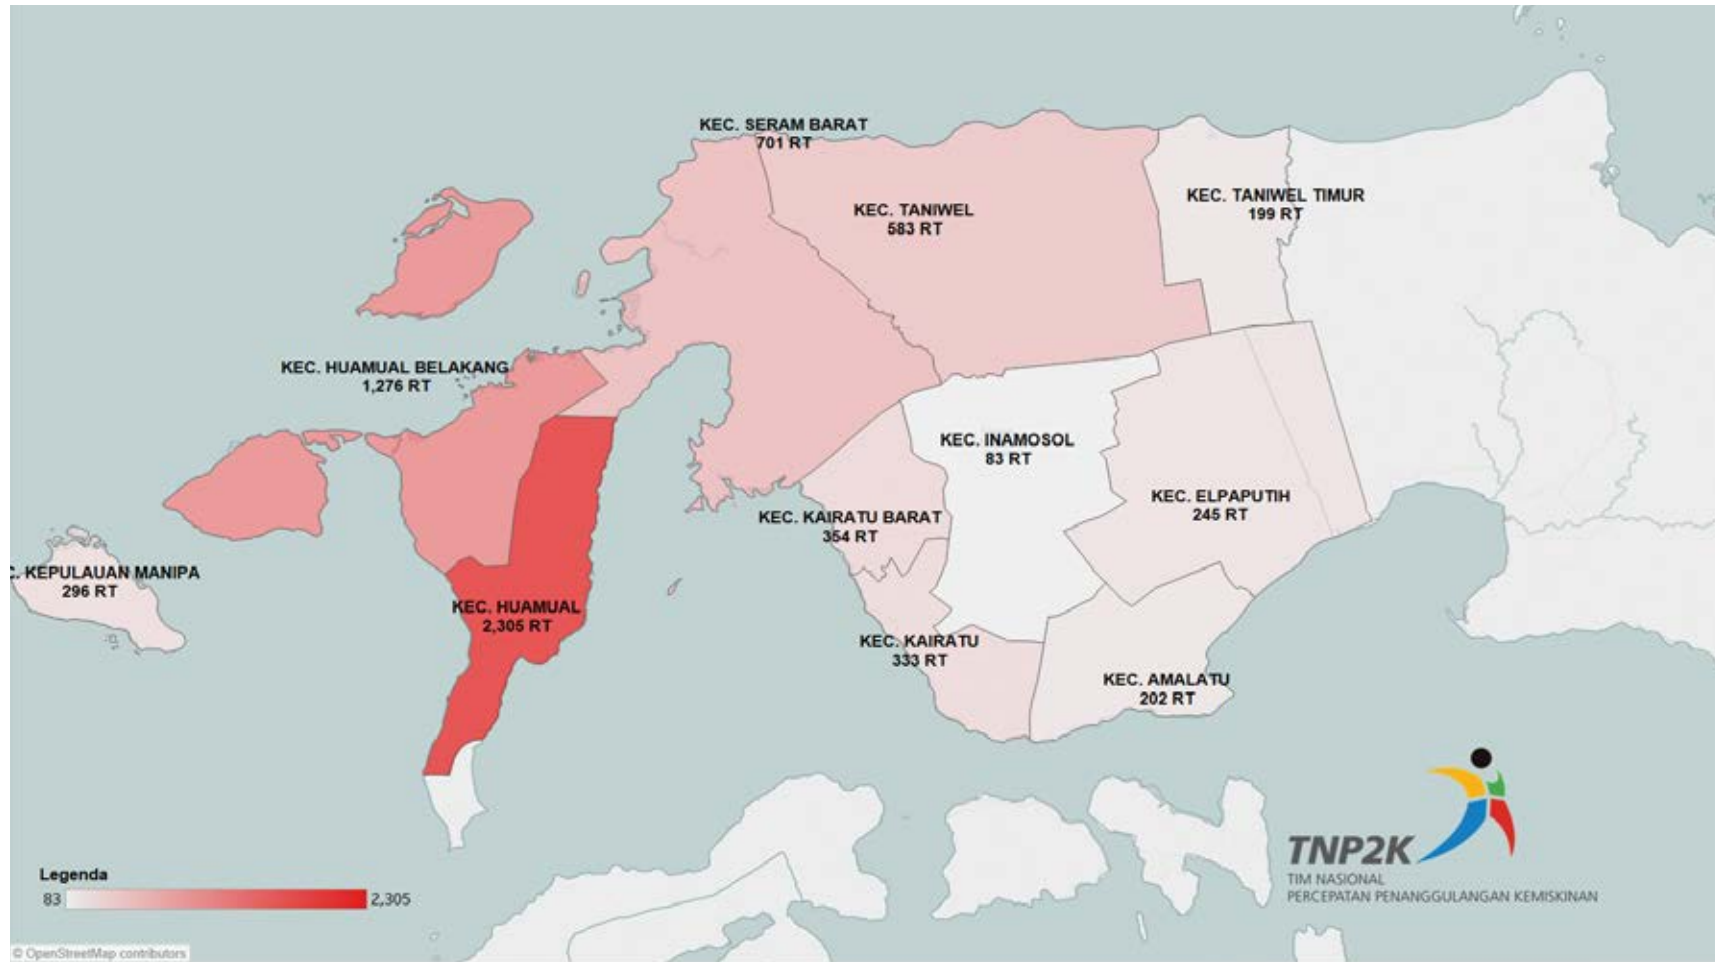 KEC. SERAM BARAT
701 RT
KEC. TANIWEL
583 RT
KEC. TANIWEL TIMUR
199 RT
KEC. HUAMUAL BELAKANG
1,276 RT
KEC. INAMOSOL
83 RT
KEC. ELPAPUTIH
245 RT
KEC. KAIRATU BARAT
354 RT
C. KEPULAUAN MANIPA
296 RT
KEC. HUAMUAL
2,305 RT
KEC. KAIRATU
333 RT
KEC. AMALATU
202 RT
Legenda
83 2,305
TNP2K
TIM NASIONAL
PERCEPATAN PENANGGULANGAN KEMISKINAN
© OpenStreetMap contributors